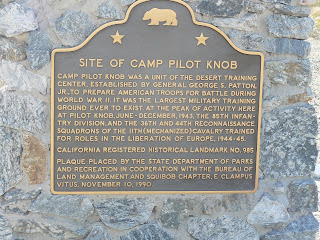 SITE OF CAMP PILOT KNOB
CAMP PILOT KNOB WAS A UNIT OF THE DESERT TRAINING
CENTER, ESTABLISHED BY GENERAL GEORGE S. PATTON,
JR., TO PREPARE AMERICAN TROOPS FOR BATTLE DURING
WORLD WAR II. IT WAS THE LARGEST MILITARY TRAINING
GROUND EVER TO EXIST. AT THE PEAK OF ACTIVITY HERE
AT PILOT KNOB, JUNE-DECEMBER, 1943, THE 85TH INFAN-
TRY DIVISION, AND THE 36TH AND 44TH RECONNAISSANCE
SQUADRONS OF THE 11TH (MECHANIZED) CAVALRY TRAINED
FOR ROLES IN THE LIBERATION OF EUROPE, 1944-45.
CALIFORNIA REGISTERED HISTORICAL LANDMARK NO. 985
PLAQUE PLACED BY THE STATE DEPARTMENT OF PARKS
AND RECREATION IN COOPERATION WITH THE BUREAU OF
LAND MANAGEMENT AND SQUIBOB CHAPTER, E CLAMPUS
VITUS, NOVEMBER 10, 1990.